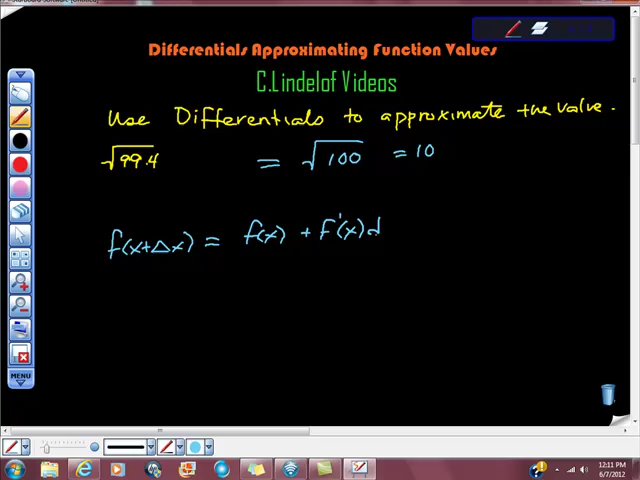 Differentials Approximating Function Values
C.Lindelof Videos
Use Differentials to approximate the value.
√99.4 = √100 = 10
f(x+Δx) = f(x) + f'(x)d
MENU
12:11 PM
6/7/2012